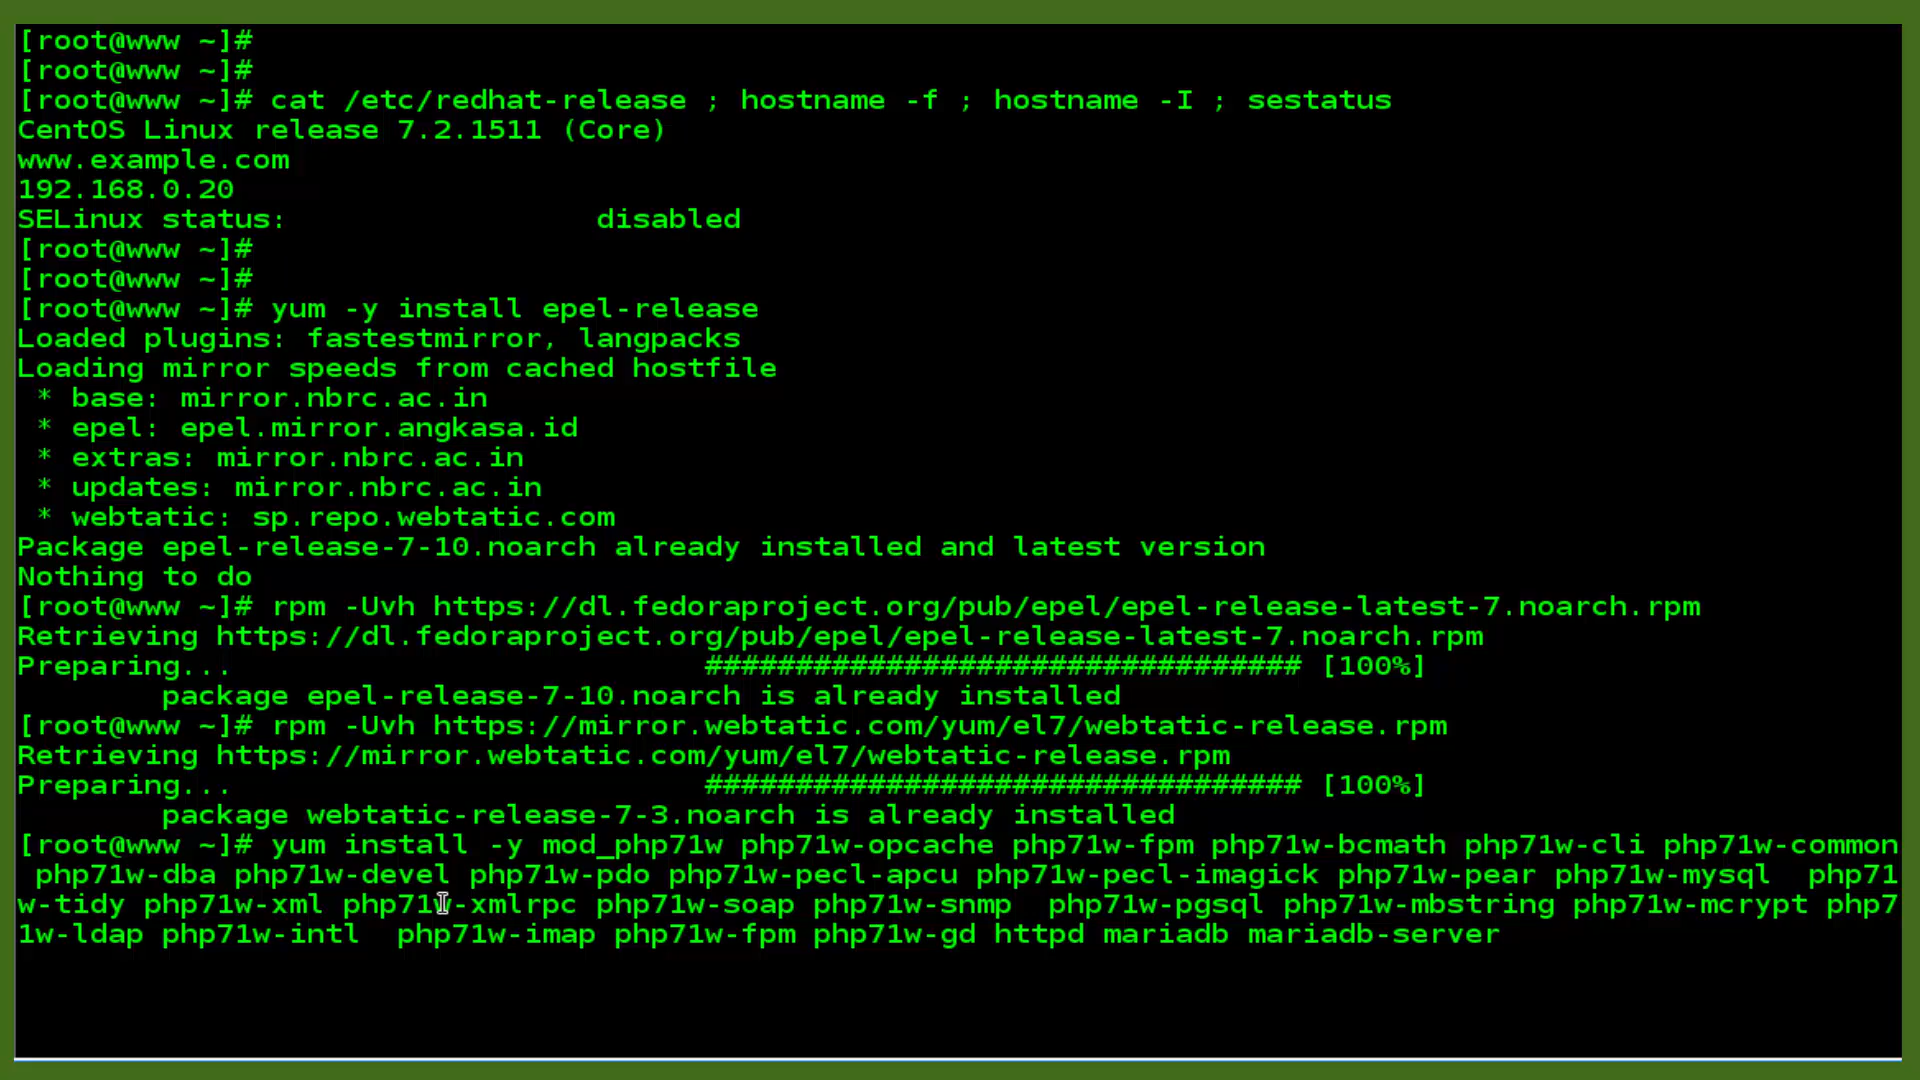 [root@www ~]#
[root@www ~]#
[root@www ~]# cat /etc/redhat-release ; hostname -f ; hostname -I ; sestatus
CentOS Linux release 7.2.1511 (Core)
www.example.com
192.168.0.20
SELinux status:                 disabled
[root@www ~]#
[root@www ~]#
[root@www ~]# yum -y install epel-release
Loaded plugins: fastestmirror, langpacks
Loading mirror speeds from cached hostfile
 * base: mirror.nbrc.ac.in
 * epel: epel.mirror.angkasa.id
 * extras: mirror.nbrc.ac.in
 * updates: mirror.nbrc.ac.in
 * webtatic: sp.repo.webtatic.com
Package epel-release-7-10.noarch already installed and latest version
Nothing to do
[root@www ~]# rpm -Uvh https://dl.fedoraproject.org/pub/epel/epel-release-latest-7.noarch.rpm
Retrieving https://dl.fedoraproject.org/pub/epel/epel-release-latest-7.noarch.rpm
Preparing...                          ################################# [100%]
        package epel-release-7-10.noarch is already installed
[root@www ~]# rpm -Uvh https://mirror.webtatic.com/yum/el7/webtatic-release.rpm
Retrieving https://mirror.webtatic.com/yum/el7/webtatic-release.rpm
Preparing...                          ################################# [100%]
        package webtatic-release-7-3.noarch is already installed
[root@www ~]# yum install -y mod_php71w php71w-opcache php71w-fpm php71w-bcmath php71w-cli php71w-common
 php71w-dba php71w-devel php71w-pdo php71w-pecl-apcu php71w-pecl-imagick php71w-pear php71w-mysql  php71
w-tidy php71w-xml php71w-xmlrpc php71w-soap php71w-snmp  php71w-pgsql php71w-mbstring php71w-mcrypt php7
1w-ldap php71w-intl  php71w-imap php71w-fpm php71w-gd httpd mariadb mariadb-server